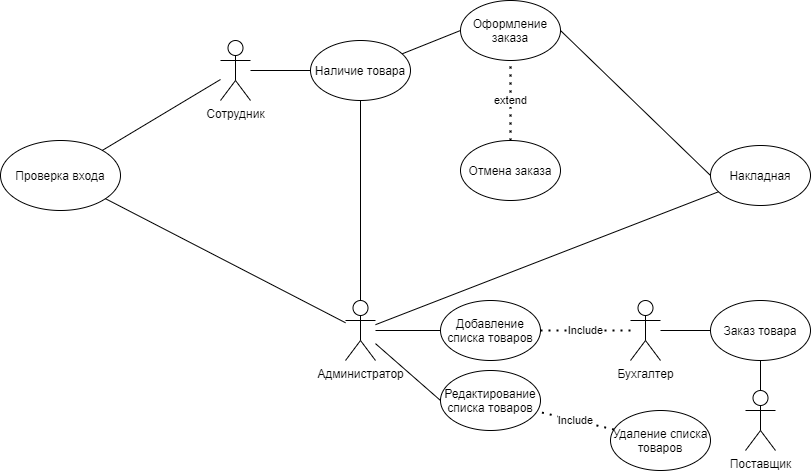 Оформление
заказа
Наличие товара
extend
Сотрудник
Проверка входа
Отмена заказа
Накладная
Добавление
списка товаров
Include
Заказ товара
Администратор
Бухгалтер
Редактирование
списка товаров
Include
Удаление списка
товаров
Поставщик